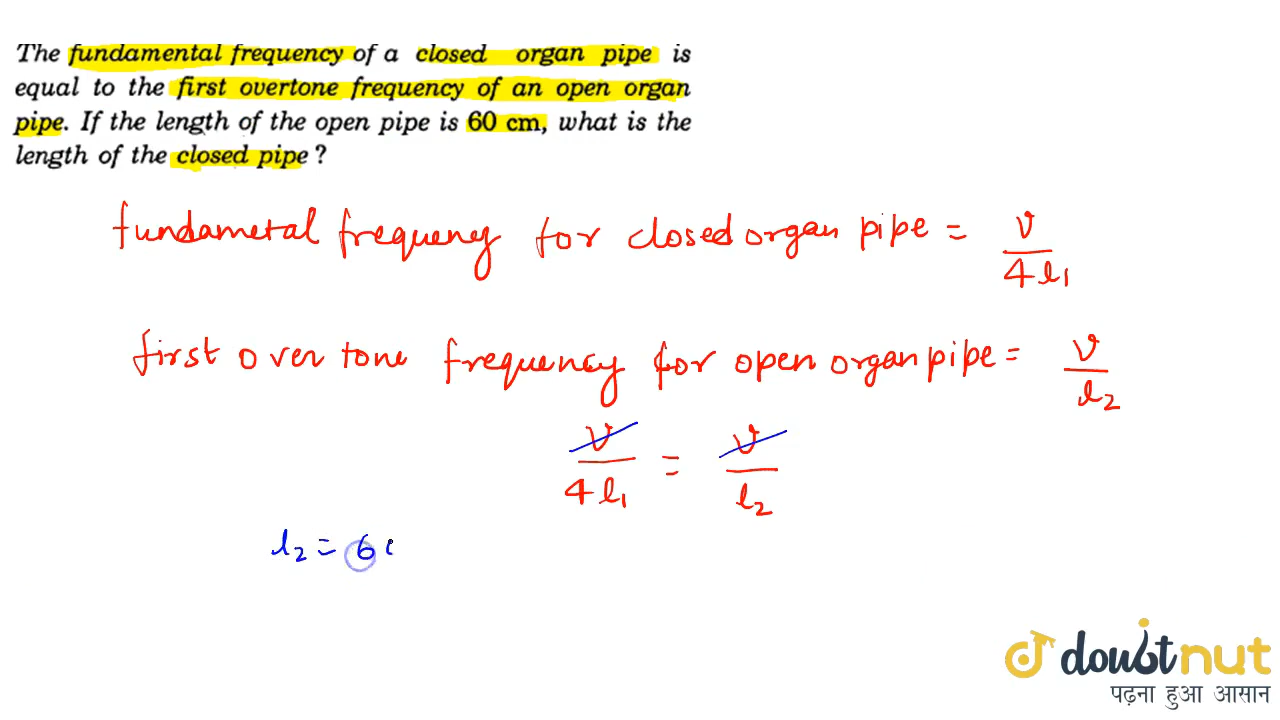 The fundamental frequency of a closed organ pipe is
equal to the first overtone frequency of an open organ
pipe. If the length of the open pipe is 60 cm, what is the
length of the closed pipe ?
fundametal frequency for closed organ pipe = v/4l₁
first over tone frequency for open organ pipe = v/l₂
v/4l₁ = v/l₂
l₂ = 6
doubtnut
पढ़ना हुआ आसान